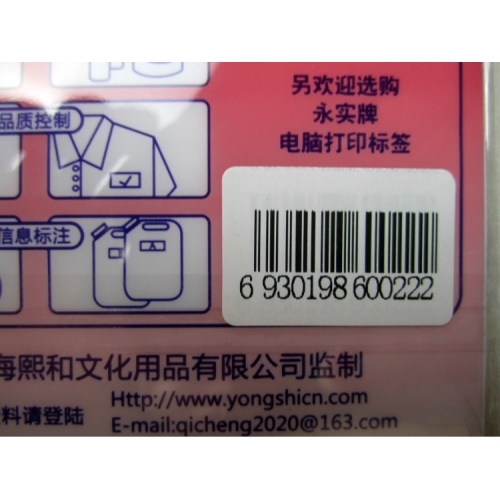 另欢迎选购
永实牌
电脑打印标签
品质控制
A
信息标注
6 930198 600222
海熙和文化用品有限公司监制
料请登陆
Http://www.yongshicn.com
E-mail:qicheng2020@163.com